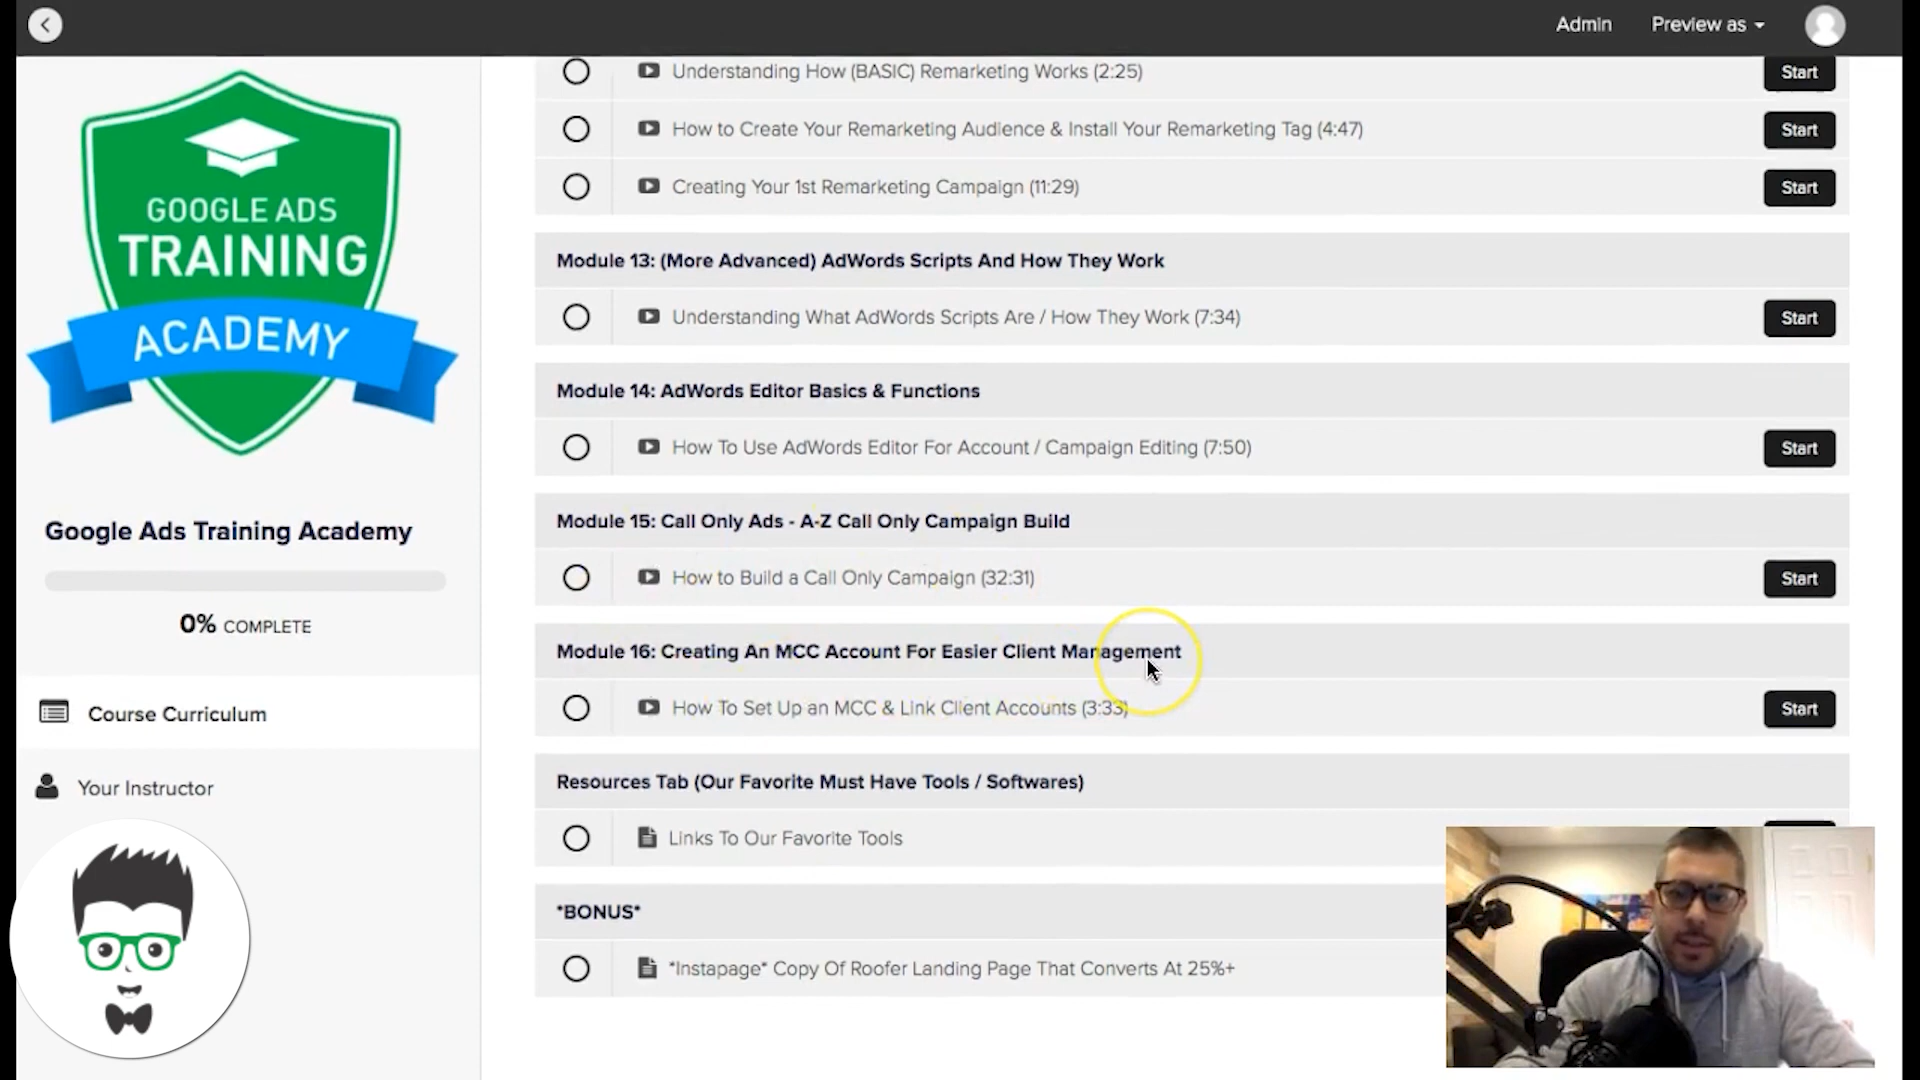 Admin
Preview as
GOOGLE ADS
TRAINING
ACADEMY
Google Ads Training Academy
0% COMPLETE
Course Curriculum
Your Instructor
Understanding How (BASIC) Remarketing Works (2:25)
Start
How to Create Your Remarketing Audience & Install Your Remarketing Tag (4:47)
Start
Creating Your 1st Remarketing Campaign (11:29)
Start
Module 13: (More Advanced) AdWords Scripts And How They Work
Understanding What AdWords Scripts Are / How They Work (7:34)
Start
Module 14: AdWords Editor Basics & Functions
How To Use AdWords Editor For Account / Campaign Editing (7:50)
Start
Module 15: Call Only Ads - A-Z Call Only Campaign Build
How to Build a Call Only Campaign (32:31)
Start
Module 16: Creating An MCC Account For Easier Client Management
How To Set Up an MCC & Link Client Accounts (3:33)
Start
Resources Tab (Our Favorite Must Have Tools / Softwares)
Links To Our Favorite Tools
*BONUS*
*Instapage* Copy Of Roofer Landing Page That Converts At 25%+